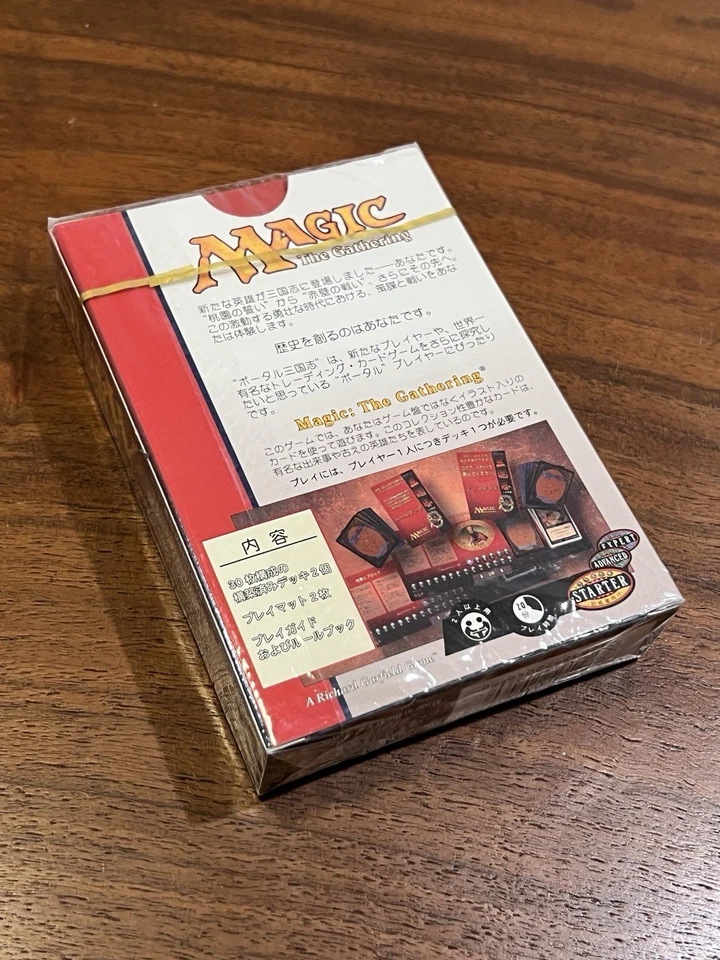 MAGIC
The Gathering
新たな英雄が三国志に登場しました──あなたです。
“桃園の誓い”から“赤壁の戦い”、さらにその先へ。
この激動する勇壮な時代における、策謀と戦いをあな
たは体験します。
歴史を創るのはあなたです。
“ポータル三国志”は、新たなプレイヤーや、世界一
有名なトレーディング・カードゲームをさらに探究し
たいと思っている“ポータル”プレイヤーにぴったり
です。
Magic: The Gathering®
このゲームでは、あなたはゲーム盤ではなくイラスト入りの
カードを使って遊びます。このコレクション性豊かなカードは、
有名な出来事や古えの英雄たちを表しているのです。
プレイには、プレイヤー1人につきデッキ1つが必要です。
内容
30枚構成の
構築済みデッキ2個
プレイマット2枚
プレイガイド
およびルールブック
MAGIC
MAGIC
EXPERT
ADVANCED
STARTER
2人以上用
20
分
プレイ時間
A Richard Garfield Game™